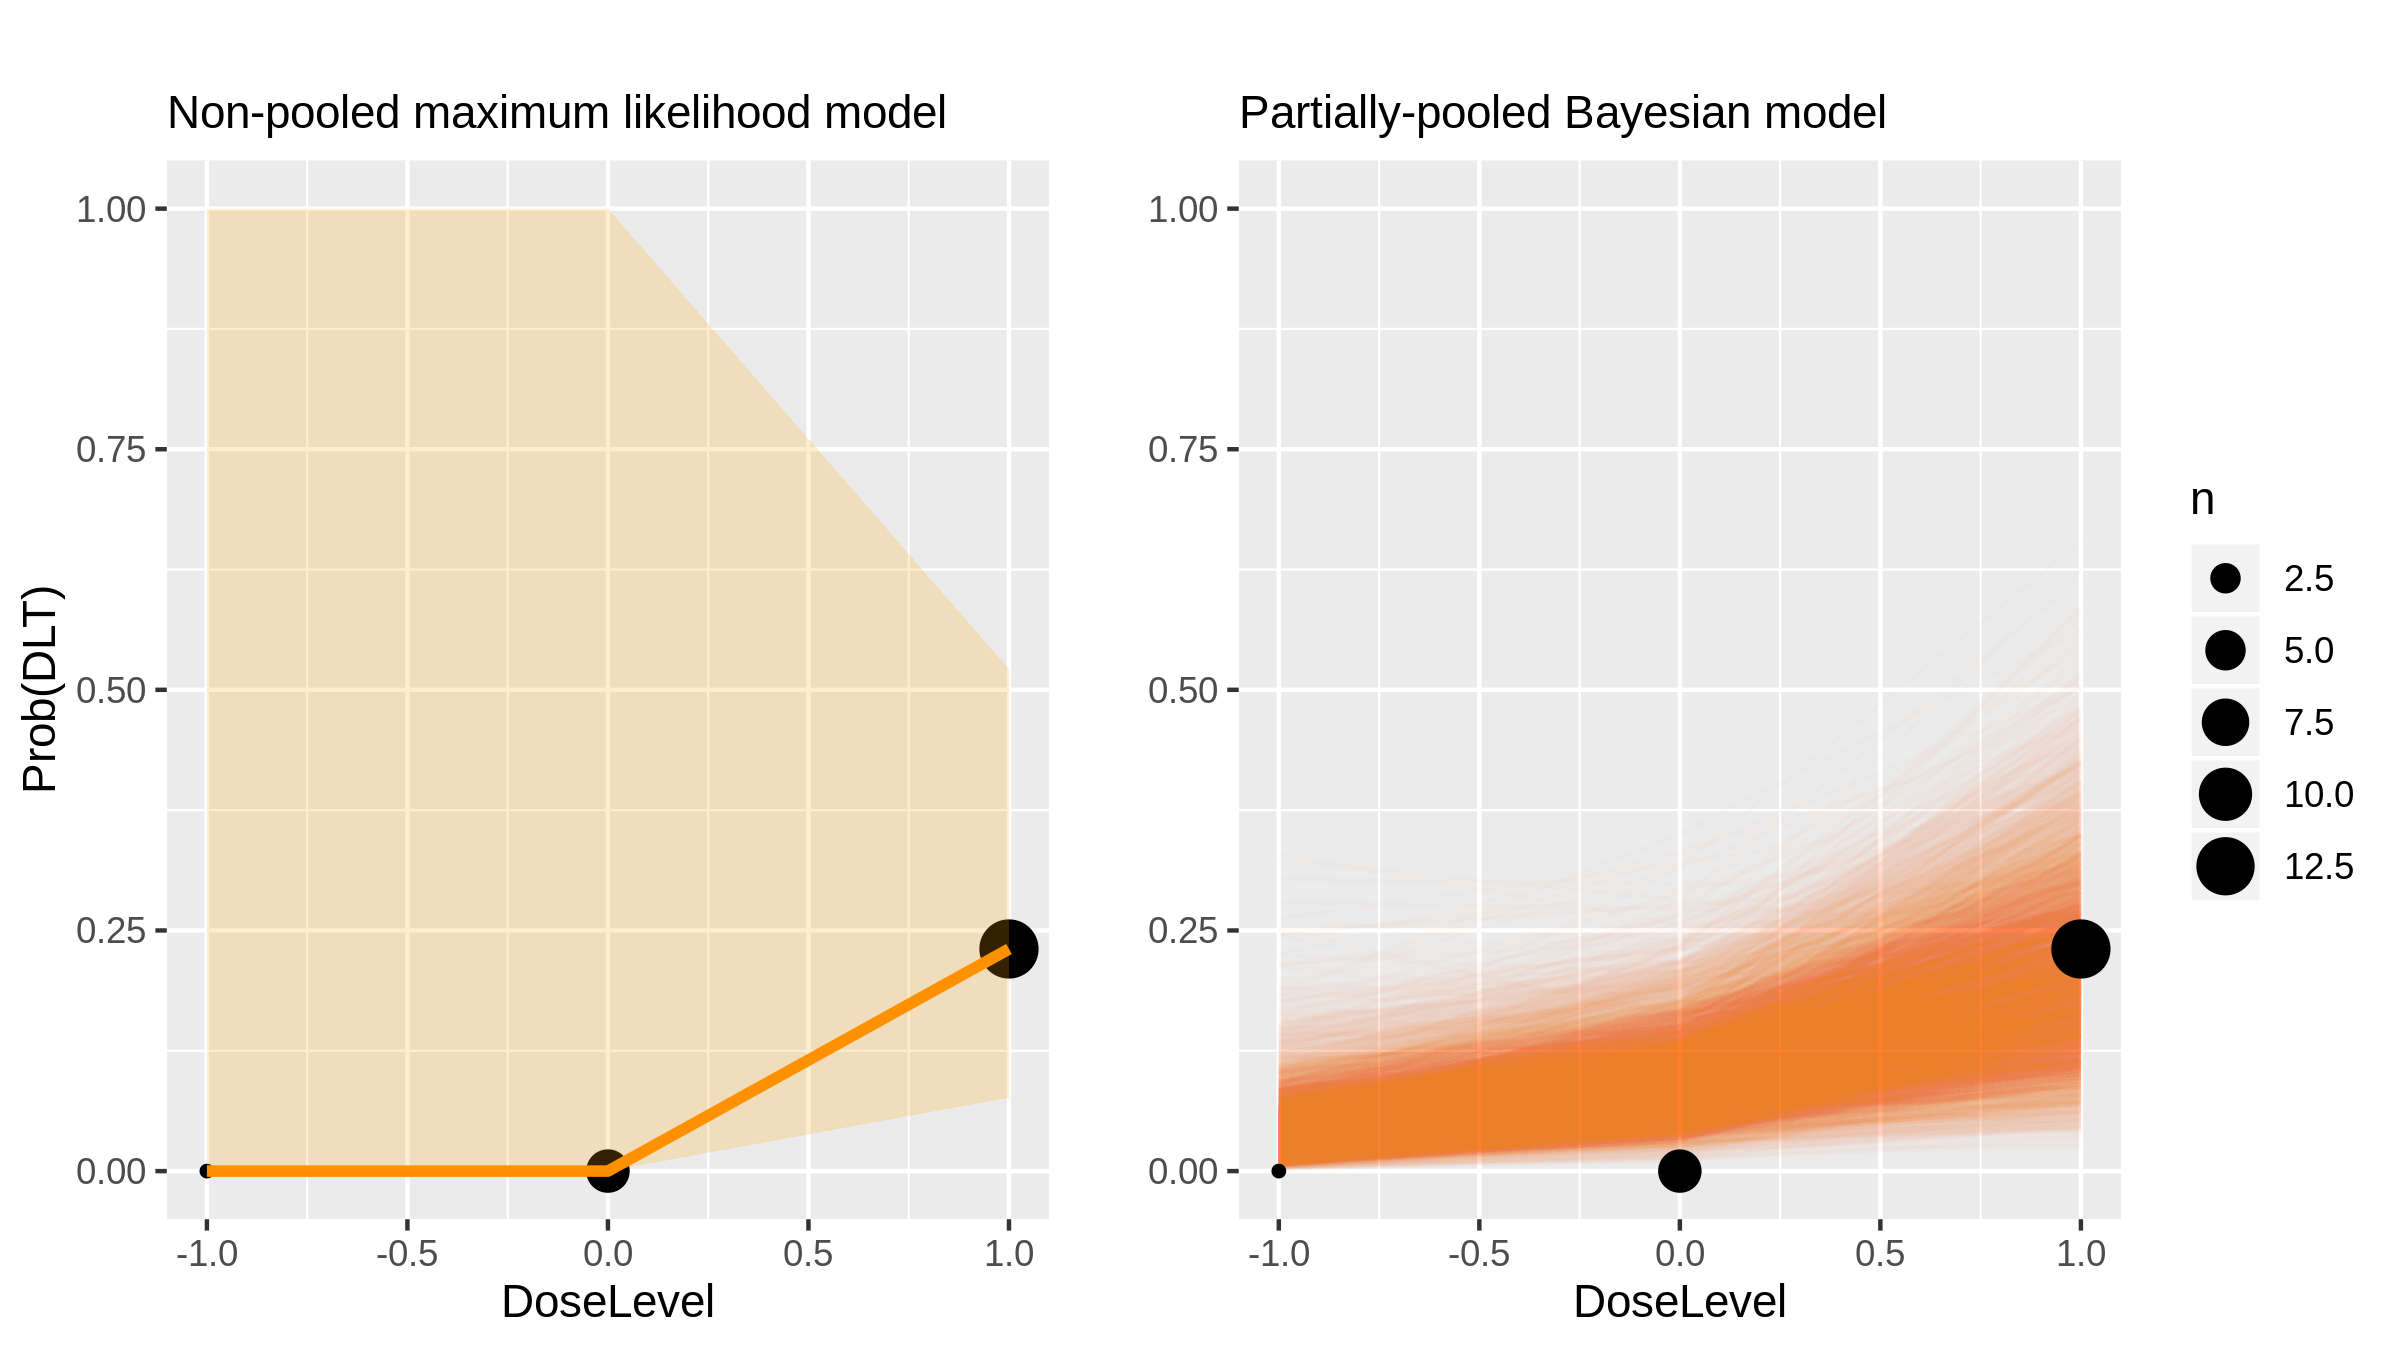 Non-pooled maximum likelihood model
Prob(DLT)
1.00
0.75
0.50
0.25
0.00
-1.0 -0.5 0.0 0.5 1.0
DoseLevel
Partially-pooled Bayesian model
1.00
0.75
0.50
0.25
0.00
-1.0 -0.5 0.0 0.5 1.0
DoseLevel
n
2.5
5.0
7.5
10.0
12.5